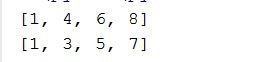 [1, 4, 6, 8]
[1, 3, 5, 7]